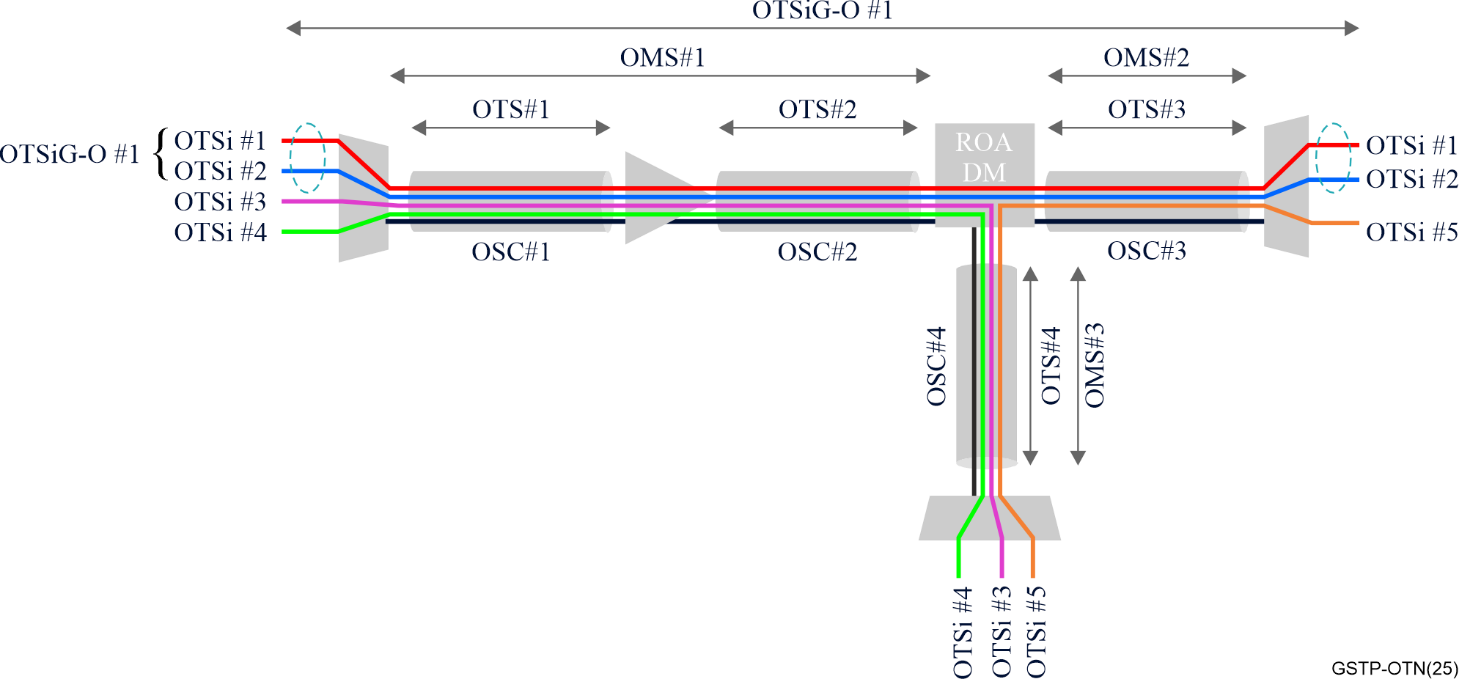 OTSiG-O #1
OMS#1
OMS#2
OTS#1
OTS#2
OTS#3
OTSiG-O #1 {
OTSi #1
OTSi #2
OTSi #3
OTSi #4
ROA
DM
OTSi #1
OTSi #2
OTSi #5
OSC#1
OSC#2
OSC#3
OSC#4
OTS#4
OMS#3
OTSi #4
OTSi #3
OTSi #5
GSTP-OTN(25)